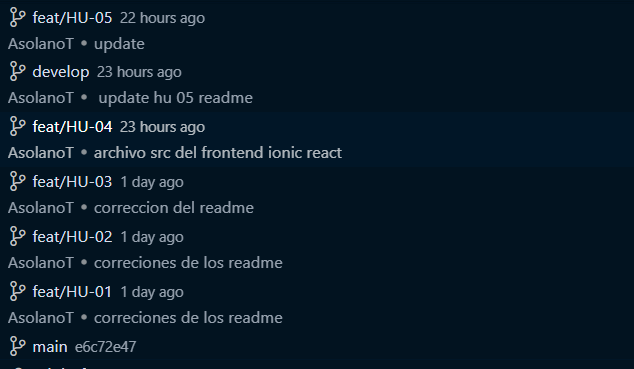 feat/HU-05 22 hours ago
AsolanoT • update
develop 23 hours ago
AsolanoT • update hu 05 readme
feat/HU-04 23 hours ago
AsolanoT • archivo src del frontend ionic react
feat/HU-03 1 day ago
AsolanoT • correccion del readme
feat/HU-02 1 day ago
AsolanoT • correciones de los readme
feat/HU-01 1 day ago
AsolanoT • correciones de los readme
main e6c72e47